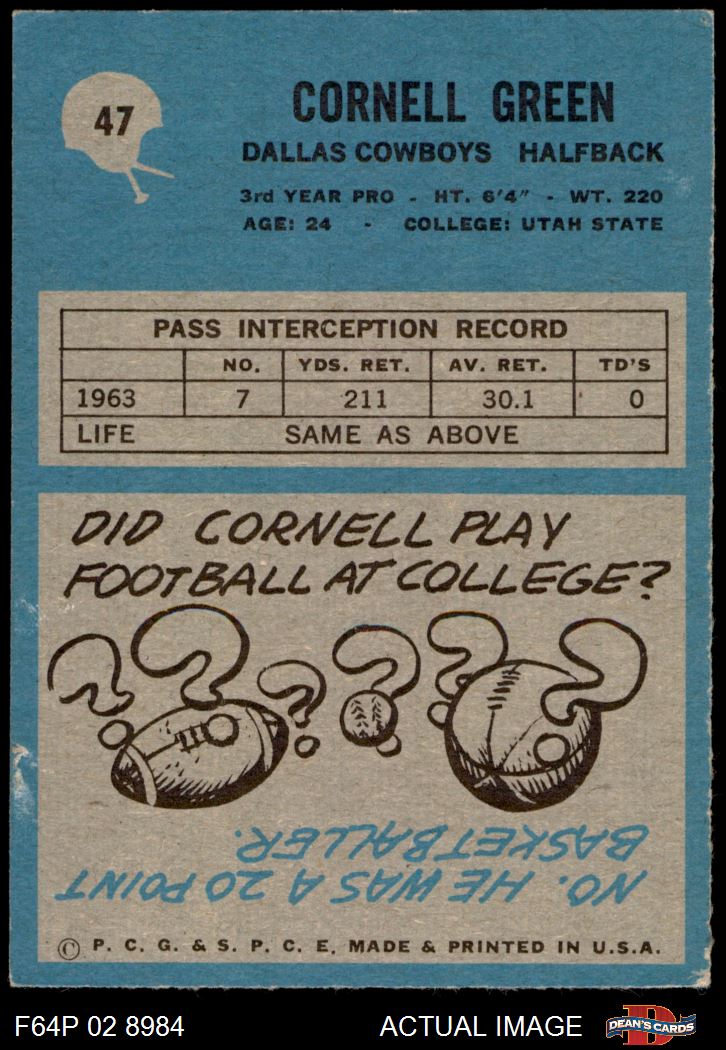 47
CORNELL GREEN
DALLAS COWBOYS HALFBACK
3rd YEAR PRO - HT. 6'4" - WT. 220
AGE: 24 - COLLEGE: UTAH STATE
PASS INTERCEPTION RECORD
NO. YDS. RET. AV. RET. TD'S
1963 7 211 30.1 0
LIFE SAME AS ABOVE
DID CORNELL PLAY
FOOTBALL AT COLLEGE?
NO. HE WAS A 20 POINT
BASKETBALLER.
© P. C. G. & S. P. C. E. MADE & PRINTED IN U.S.A.
F64P 02 8984 ACTUAL IMAGE
D
DEAN'S CARDS